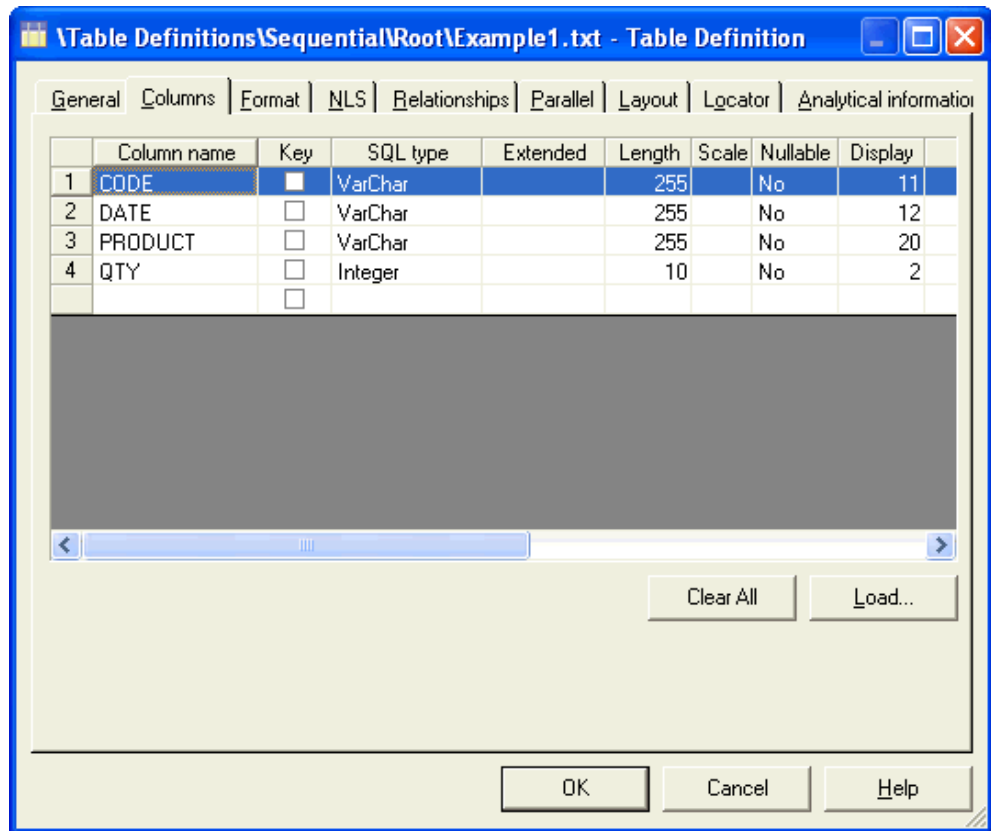 \Table Definitions\Sequential\Root\Example1.txt - Table Definition
General Columns Format NLS Relationships Parallel Layout Locator Analytical information
Column name Key SQL type Extended Length Scale Nullable Display
1 CODE VarChar 255 No 11
2 DATE VarChar 255 No 12
3 PRODUCT VarChar 255 No 20
4 QTY Integer 10 No 2
Clear All Load...
OK Cancel Help